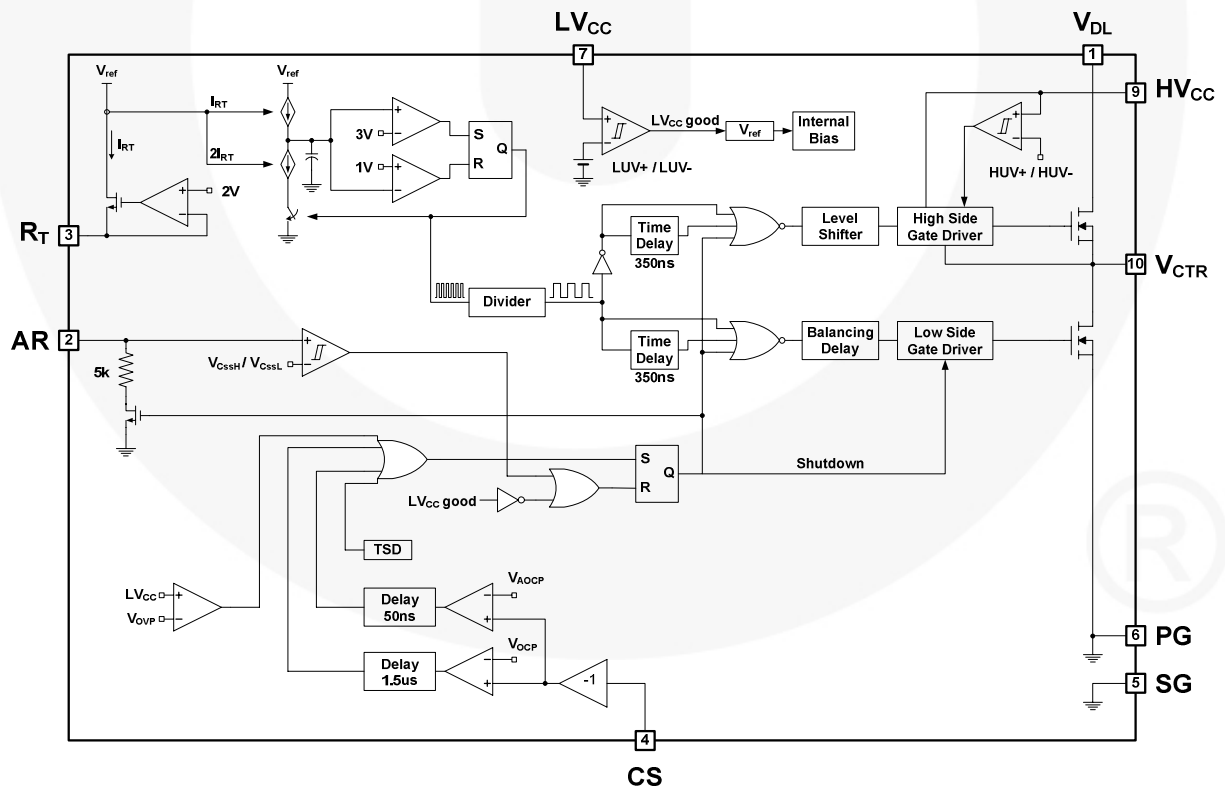 LVCC
VDL
7
1
Vref
Vref
IRT
HVCC
9
3V
S
Q
R
LVCC good
Vref
Internal
Bias
IRT
2IRT
1V
LUV+ / LUV-
HUV+ / HUV-
2V
RT
3
Time
Delay
350ns
Level
Shifter
High Side
Gate Driver
10
VCTR
Divider
AR
2
Time
Delay
350ns
Balancing
Delay
Low Side
Gate Driver
VCssH / VCssL
5k
S
Q
R
Shutdown
LVCC good
®
TSD
LVCC
VOVP
Delay
50ns
VAOCP
6
PG
Delay
1.5us
VOCP
-1
5
SG
4
CS